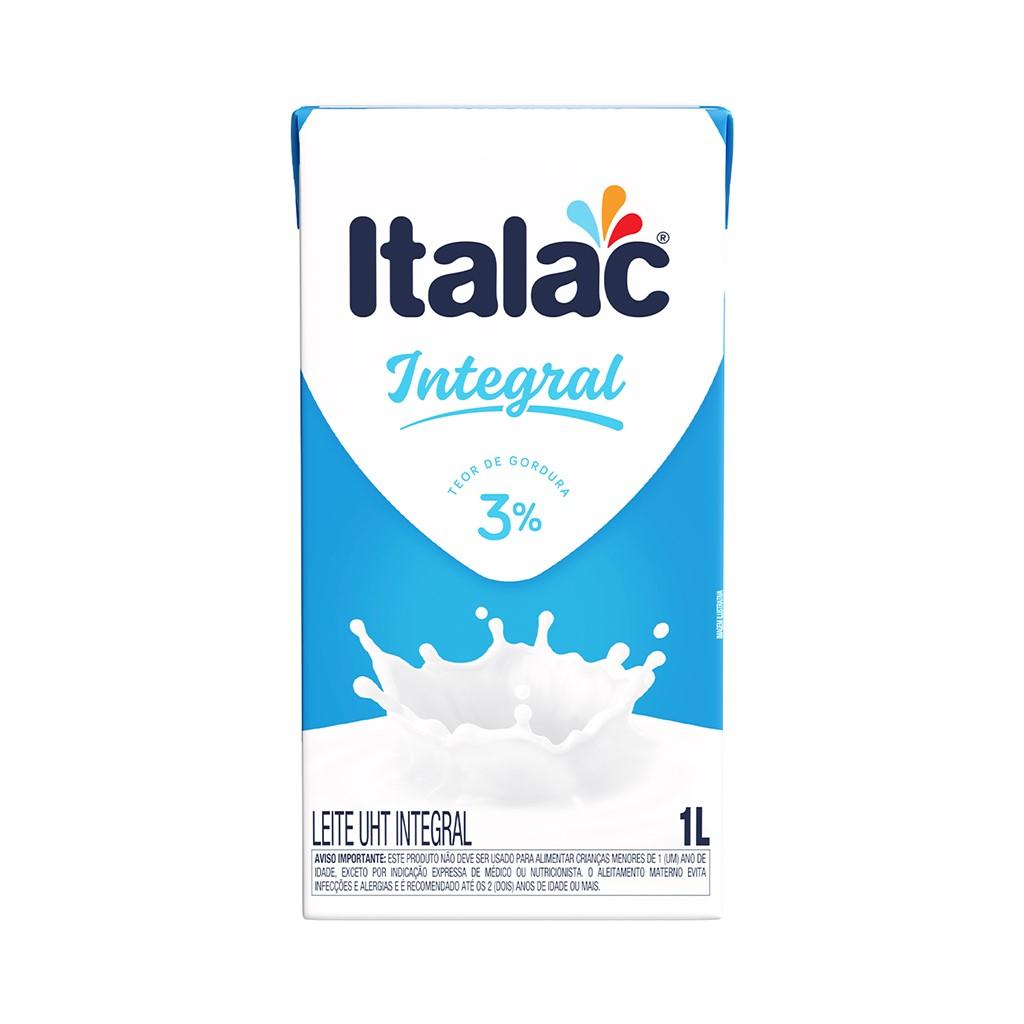 Italac®
Integral
TEOR DE GORDURA
3%
IMAGEM ILUSTRATIVA
LEITE UHT INTEGRAL
1L
AVISO IMPORTANTE: ESTE PRODUTO NÃO DEVE SER USADO PARA ALIMENTAR CRIANÇAS MENORES DE 1 (UM) ANO DE
IDADE, EXCETO POR INDICAÇÃO EXPRESSA DE MÉDICO OU NUTRICIONISTA. O ALEITAMENTO MATERNO EVITA
INFECÇÕES E ALERGIAS E É RECOMENDADO ATÉ OS 2 (DOIS) ANOS DE IDADE OU MAIS.